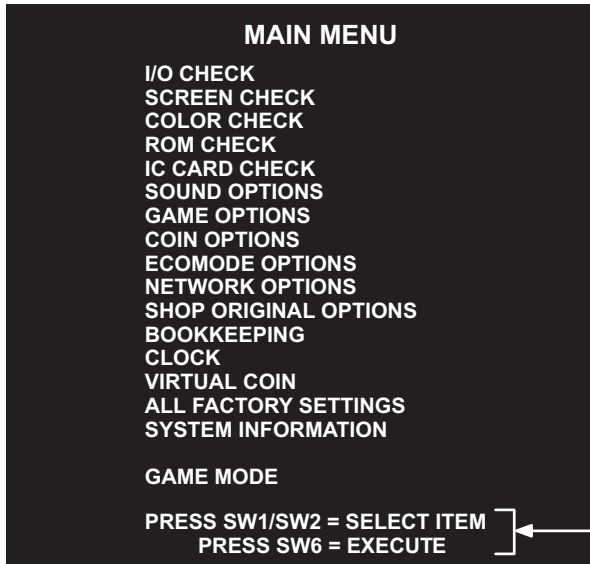 MAIN MENU
I/O CHECK
SCREEN CHECK
COLOR CHECK
ROM CHECK
IC CARD CHECK
SOUND OPTIONS
GAME OPTIONS
COIN OPTIONS
ECOMODE OPTIONS
NETWORK OPTIONS
SHOP ORIGINAL OPTIONS
BOOKKEEPING
CLOCK
VIRTUAL COIN
ALL FACTORY SETTINGS
SYSTEM INFORMATION
GAME MODE
PRESS SW1/SW2 = SELECT ITEM
PRESS SW6 = EXECUTE